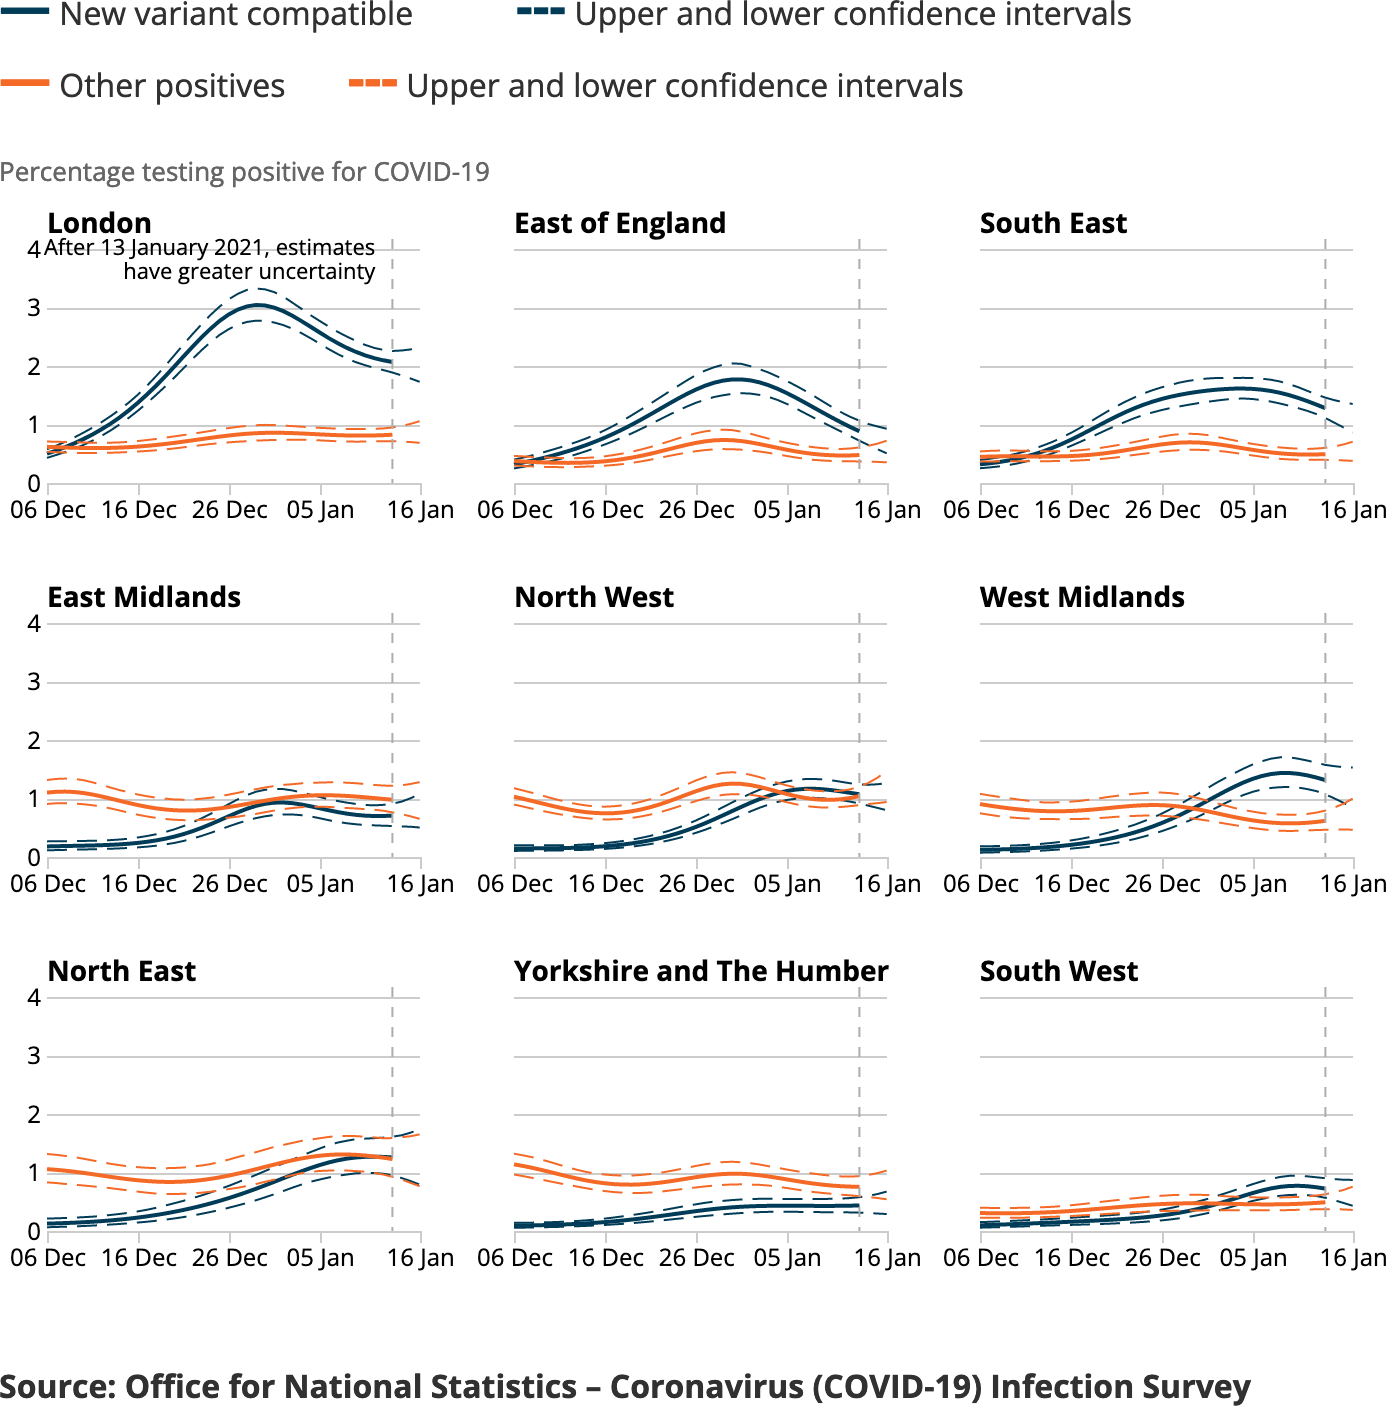 New variant compatible Upper and lower confidence intervals
Other positives Upper and lower confidence intervals
Percentage testing positive for COVID-19
London East of England South East
4 After 13 January 2021, estimates
have greater uncertainty
3
2
1
0
06 Dec 16 Dec 26 Dec 05 Jan 16 Jan 06 Dec 16 Dec 26 Dec 05 Jan 16 Jan 06 Dec 16 Dec 26 Dec 05 Jan 16 Jan
East Midlands North West West Midlands
4
3
2
1
0
06 Dec 16 Dec 26 Dec 05 Jan 16 Jan 06 Dec 16 Dec 26 Dec 05 Jan 16 Jan 06 Dec 16 Dec 26 Dec 05 Jan 16 Jan
North East Yorkshire and The Humber South West
4
3
2
1
0
06 Dec 16 Dec 26 Dec 05 Jan 16 Jan 06 Dec 16 Dec 26 Dec 05 Jan 16 Jan 06 Dec 16 Dec 26 Dec 05 Jan 16 Jan
Source: Office for National Statistics – Coronavirus (COVID-19) Infection Survey